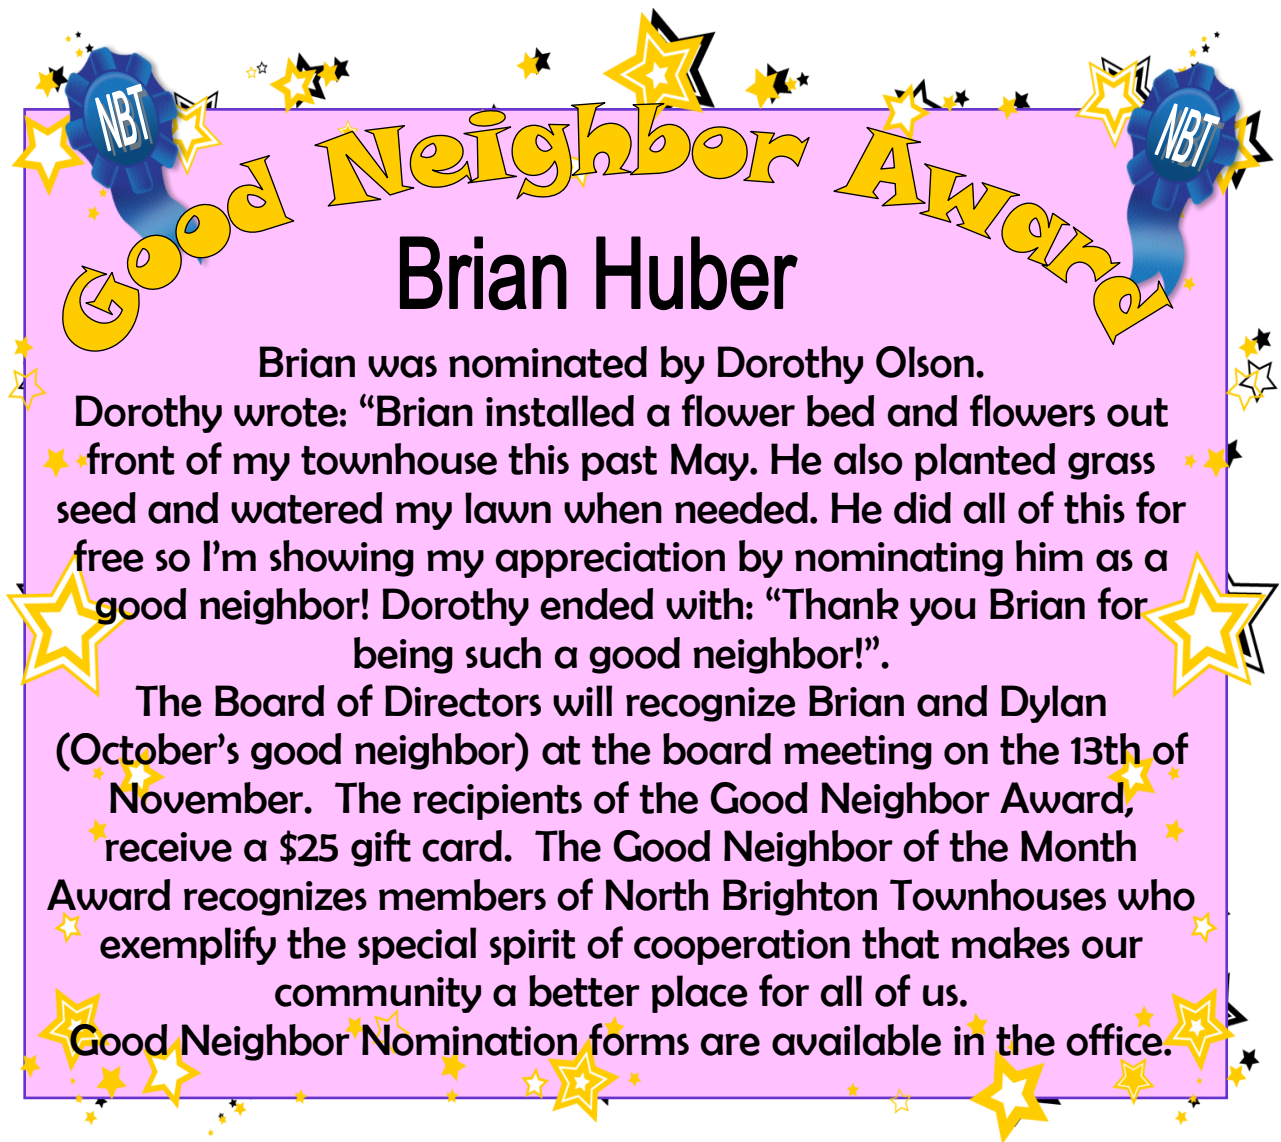 NBT
NBT
Good Neighbor Award
Brian Huber
Brian was nominated by Dorothy Olson.
Dorothy wrote: “Brian installed a flower bed and flowers out
front of my townhouse this past May. He also planted grass
seed and watered my lawn when needed. He did all of this for
free so I’m showing my appreciation by nominating him as a
good neighbor! Dorothy ended with: “Thank you Brian for
being such a good neighbor!”.
The Board of Directors will recognize Brian and Dylan
(October’s good neighbor) at the board meeting on the 13th of
November.  The recipients of the Good Neighbor Award,
receive a $25 gift card.  The Good Neighbor of the Month
Award recognizes members of North Brighton Townhouses who
exemplify the special spirit of cooperation that makes our
community a better place for all of us.
Good Neighbor Nomination forms are available in the office.